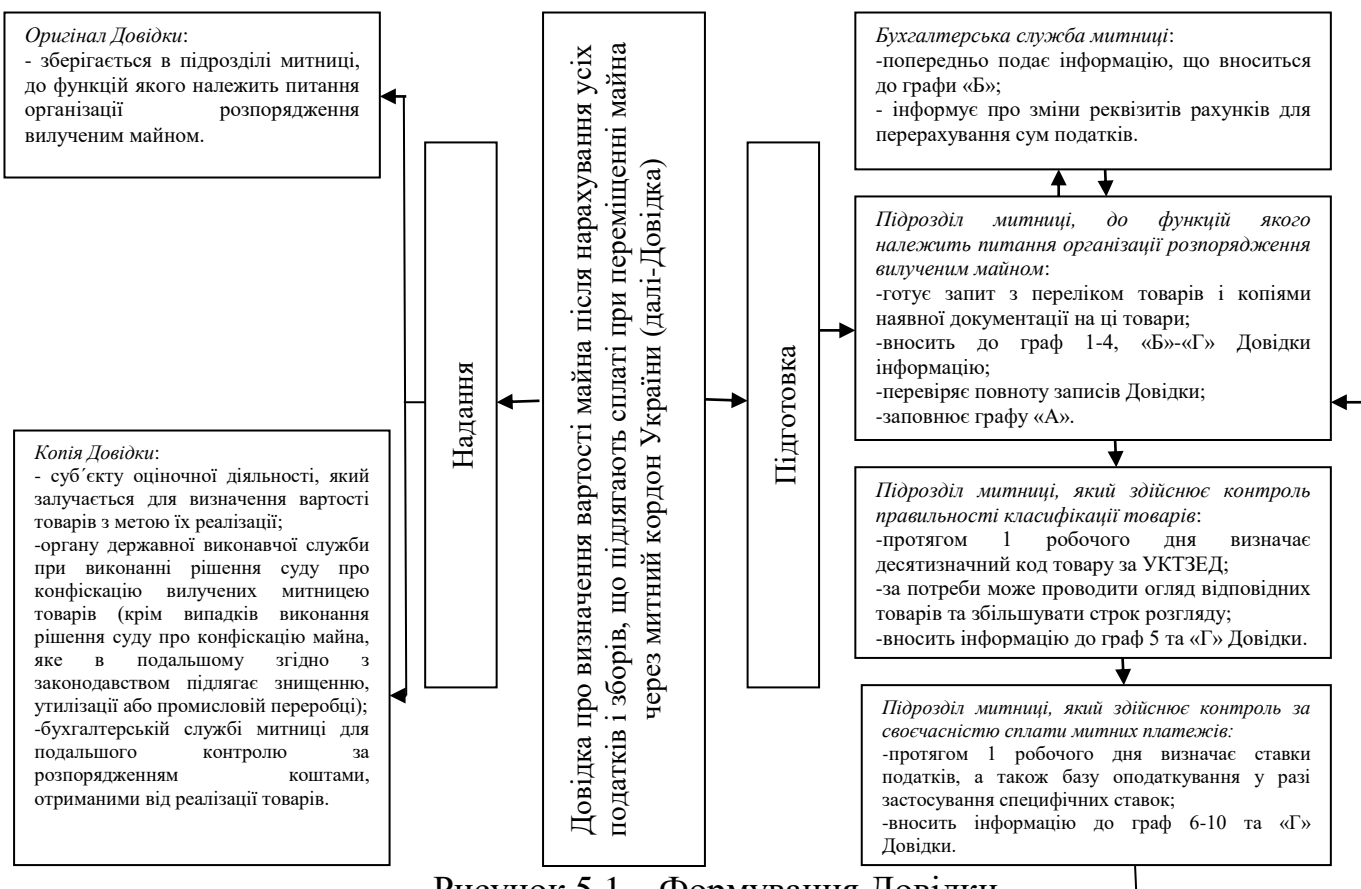 Оригінал Довідки:
- зберігається в підрозділі митниці,
до функцій якого належить питання
організації розпорядження
вилученим майном.
Копія Довідки:
- суб´єкту оціночної діяльності, який
залучається для визначення вартості
товарів з метою їх реалізації;
-органу державної виконавчої служби
при виконанні рішення суду про
конфіскацію вилучених митницею
товарів (крім випадків виконання
рішення суду про конфіскацію майна,
яке в подальшому згідно з
законодавством підлягає знищенню,
утилізації або промисловій переробці);
-бухгалтерській службі митниці для
подальшого контролю за
розпорядженням коштами,
отриманими від реалізації товарів.
Надання
Довідка про визначення вартості майна після нарахування усіх
податків і зборів, що підлягають сплаті при переміщенні майна
через митний кордон України (далі-Довідка)
Підготовка
Бухгалтерська служба митниці:
-попередньо подає інформацію, що вноситься
до графи «Б»;
- інформує про зміни реквізитів рахунків для
перерахування сум податків.
Підрозділ митниці, до функцій якого
належить питання організації розпорядження
вилученим майном:
-готує запит з переліком товарів і копіями
наявної документації на ці товари;
-вносить до граф 1-4, «Б»-«Г» Довідки
інформацію;
-перевіряє повноту записів Довідки;
-заповнює графу «А».
Підрозділ митниці, який здійснює контроль
правильності класифікації товарів:
-протягом 1 робочого дня визначає
десятизначний код товару за УКТЗЕД;
-за потреби може проводити огляд відповідних
товарів та збільшувати строк розгляду;
-вносить інформацію до граф 5 та «Г» Довідки.
Підрозділ митниці, який здійснює контроль за
своєчасністю сплати митних платежів:
-протягом 1 робочого дня визначає ставки
податків, а також базу оподаткування у разі
застосування специфічних ставок;
-вносить інформацію до граф 6-10 та «Г»
Довідки.
Рисунок 5.1 – Формування Довідки